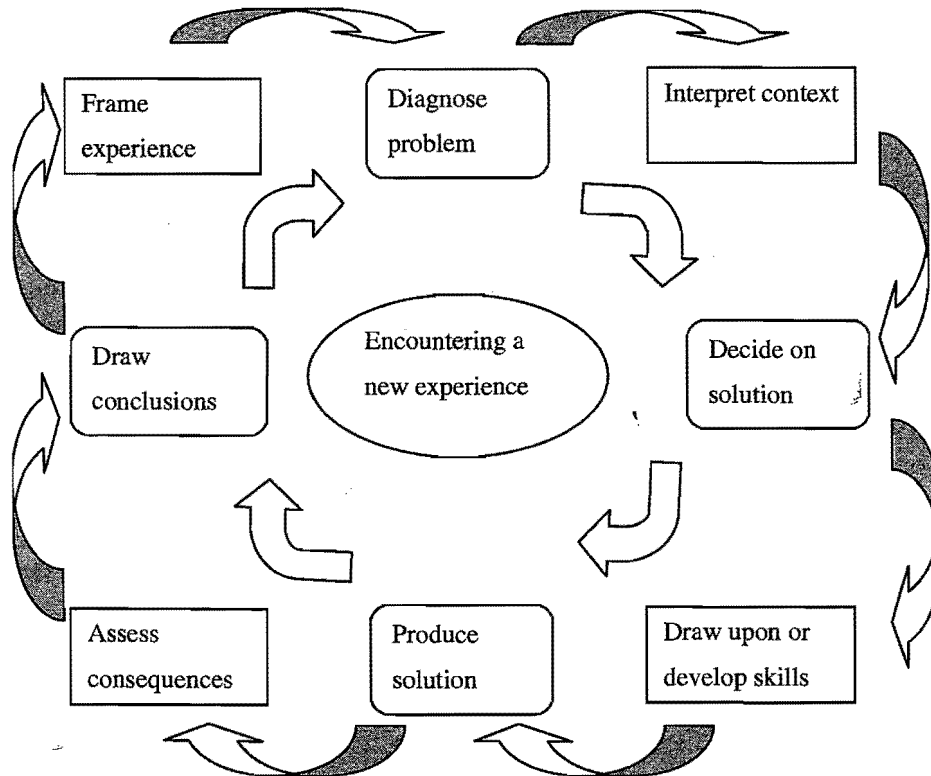 Frame
experience
Diagnose
problem
Interpret context
Draw
conclusions
Encountering a
new experience
Decide on
solution
Assess
consequences
Produce
solution
Draw upon or
develop skills